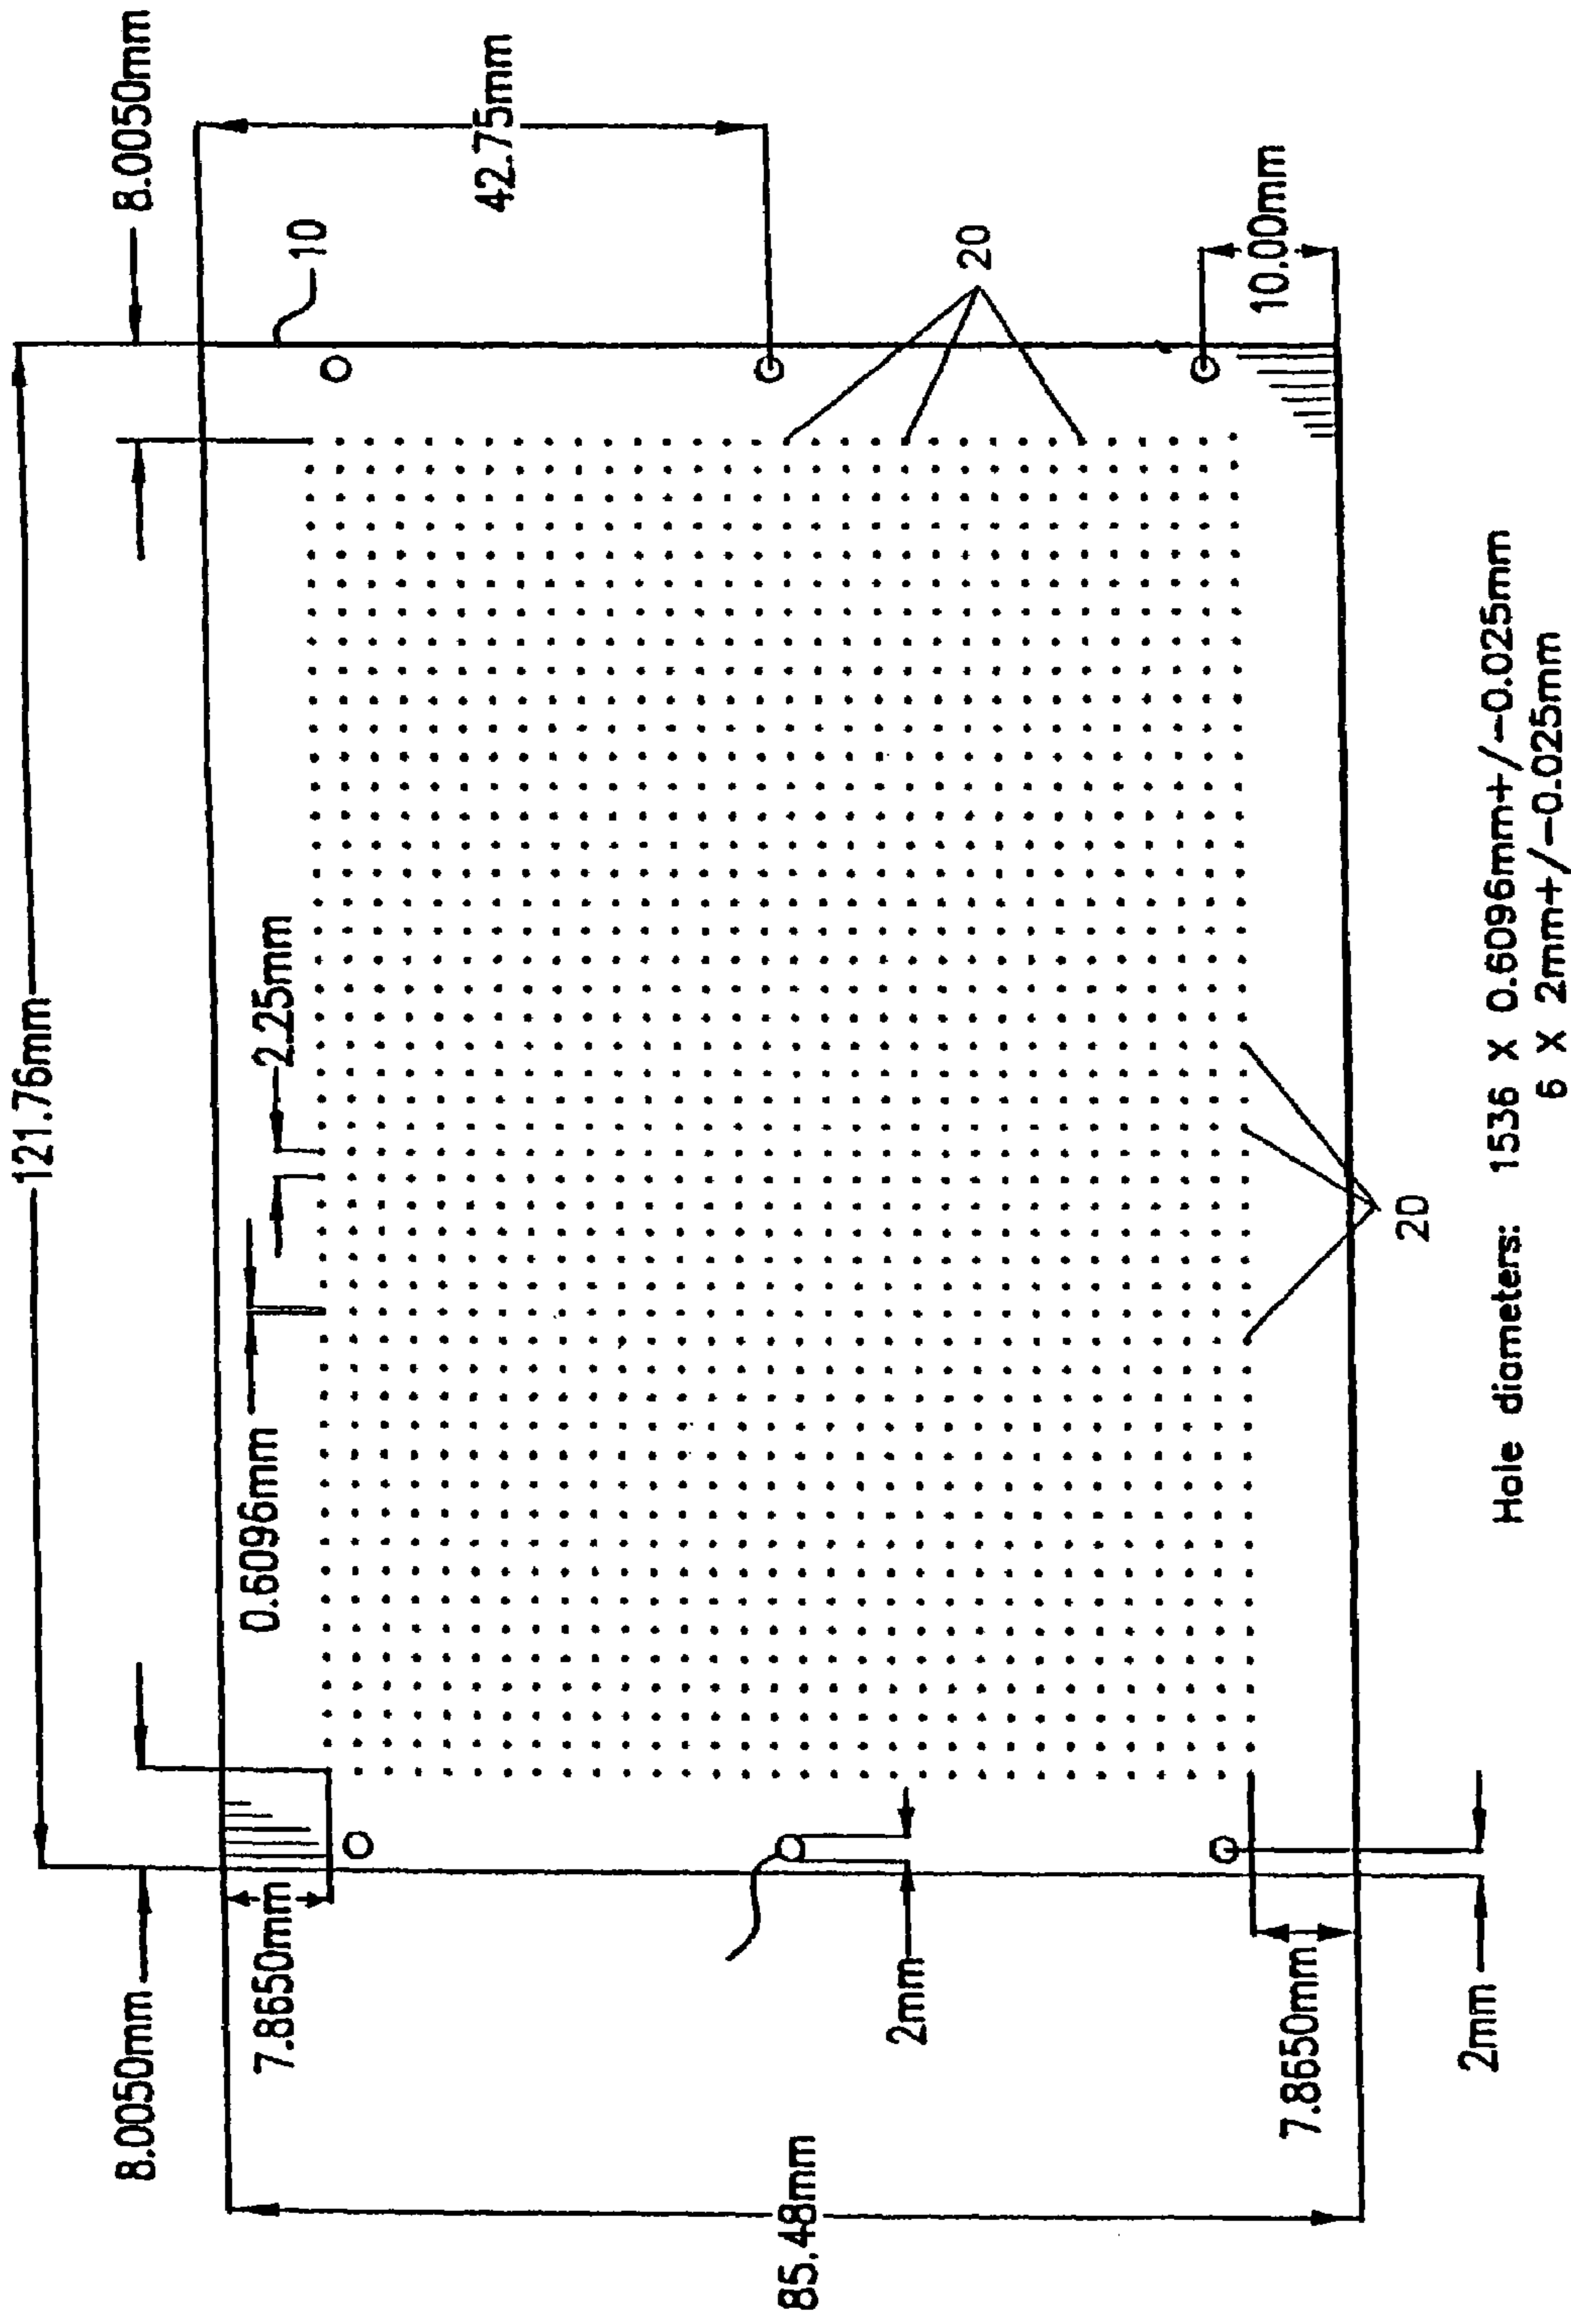 121.76mm
8.0050mm
8.0050mm
10
42.75mm
7.8650mm
0.6096mm
2.25mm
20
10.00mm
85.48mm
2mm
7.8650mm
20
2mm
Hole diameters: 1536 X 0.6096mm+/-0.025mm
6 X 2mm+/-0.025mm